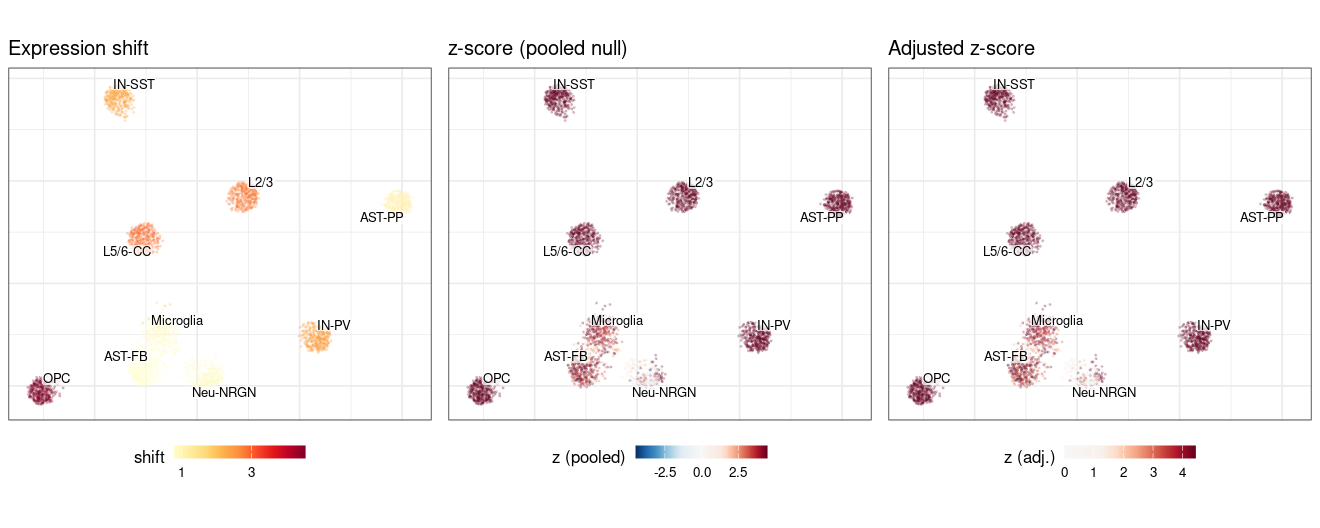 Expression shift
IN-SST
L2/3
AST-PP
L5/6-CC
Microglia
IN-PV
AST-FB
OPC
Neu-NRGN
shift
1 3
z-score (pooled null)
IN-SST
L2/3
AST-PP
L5/6-CC
Microglia
IN-PV
AST-FB
OPC
Neu-NRGN
z (pooled)
-2.5 0.0 2.5
Adjusted z-score
IN-SST
L2/3
AST-PP
L5/6-CC
Microglia
IN-PV
AST-FB
OPC
Neu-NRGN
z (adj.)
0 1 2 3 4